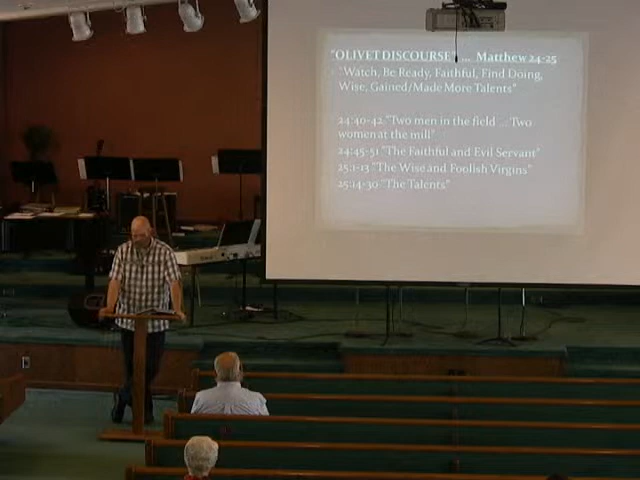 "OLIVET DISCOURSE" ... Matthew 24-25
"Watch, Be Ready, Faithful, Find Doing,
Wise, Gained/Made More Talents"
24:40-42 "Two men in the field ... Two
women at the mill"
24:45-51 "The Faithful and Evil Servant"
25:1-13 "The Wise and Foolish Virgins"
25:14-30 "The Talents"